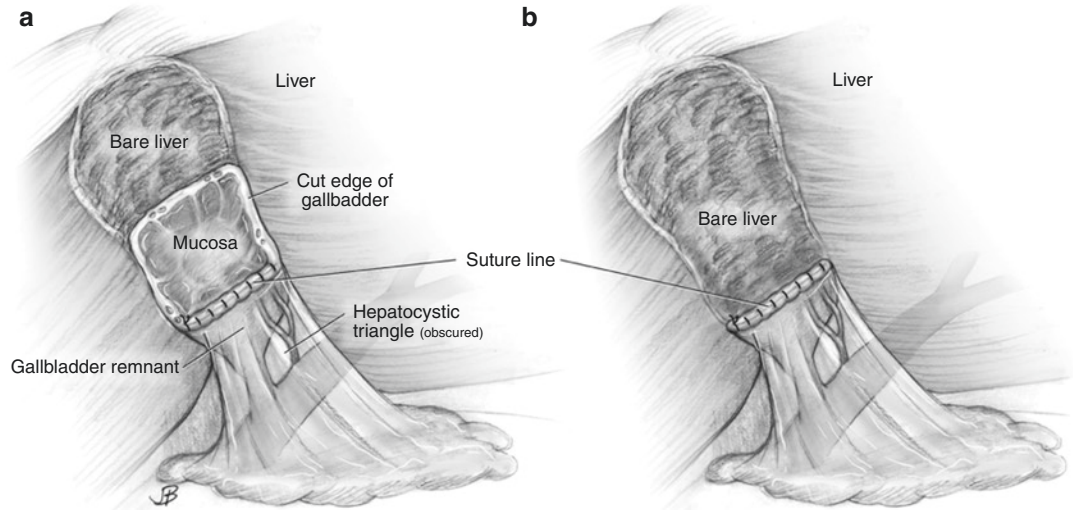 a
b
Liver
Liver
Bare liver
Cut edge of
gallbadder
Bare liver
Mucosa
Suture line
Hepatocystic
triangle (obscured)
Gallbladder remnant
JB